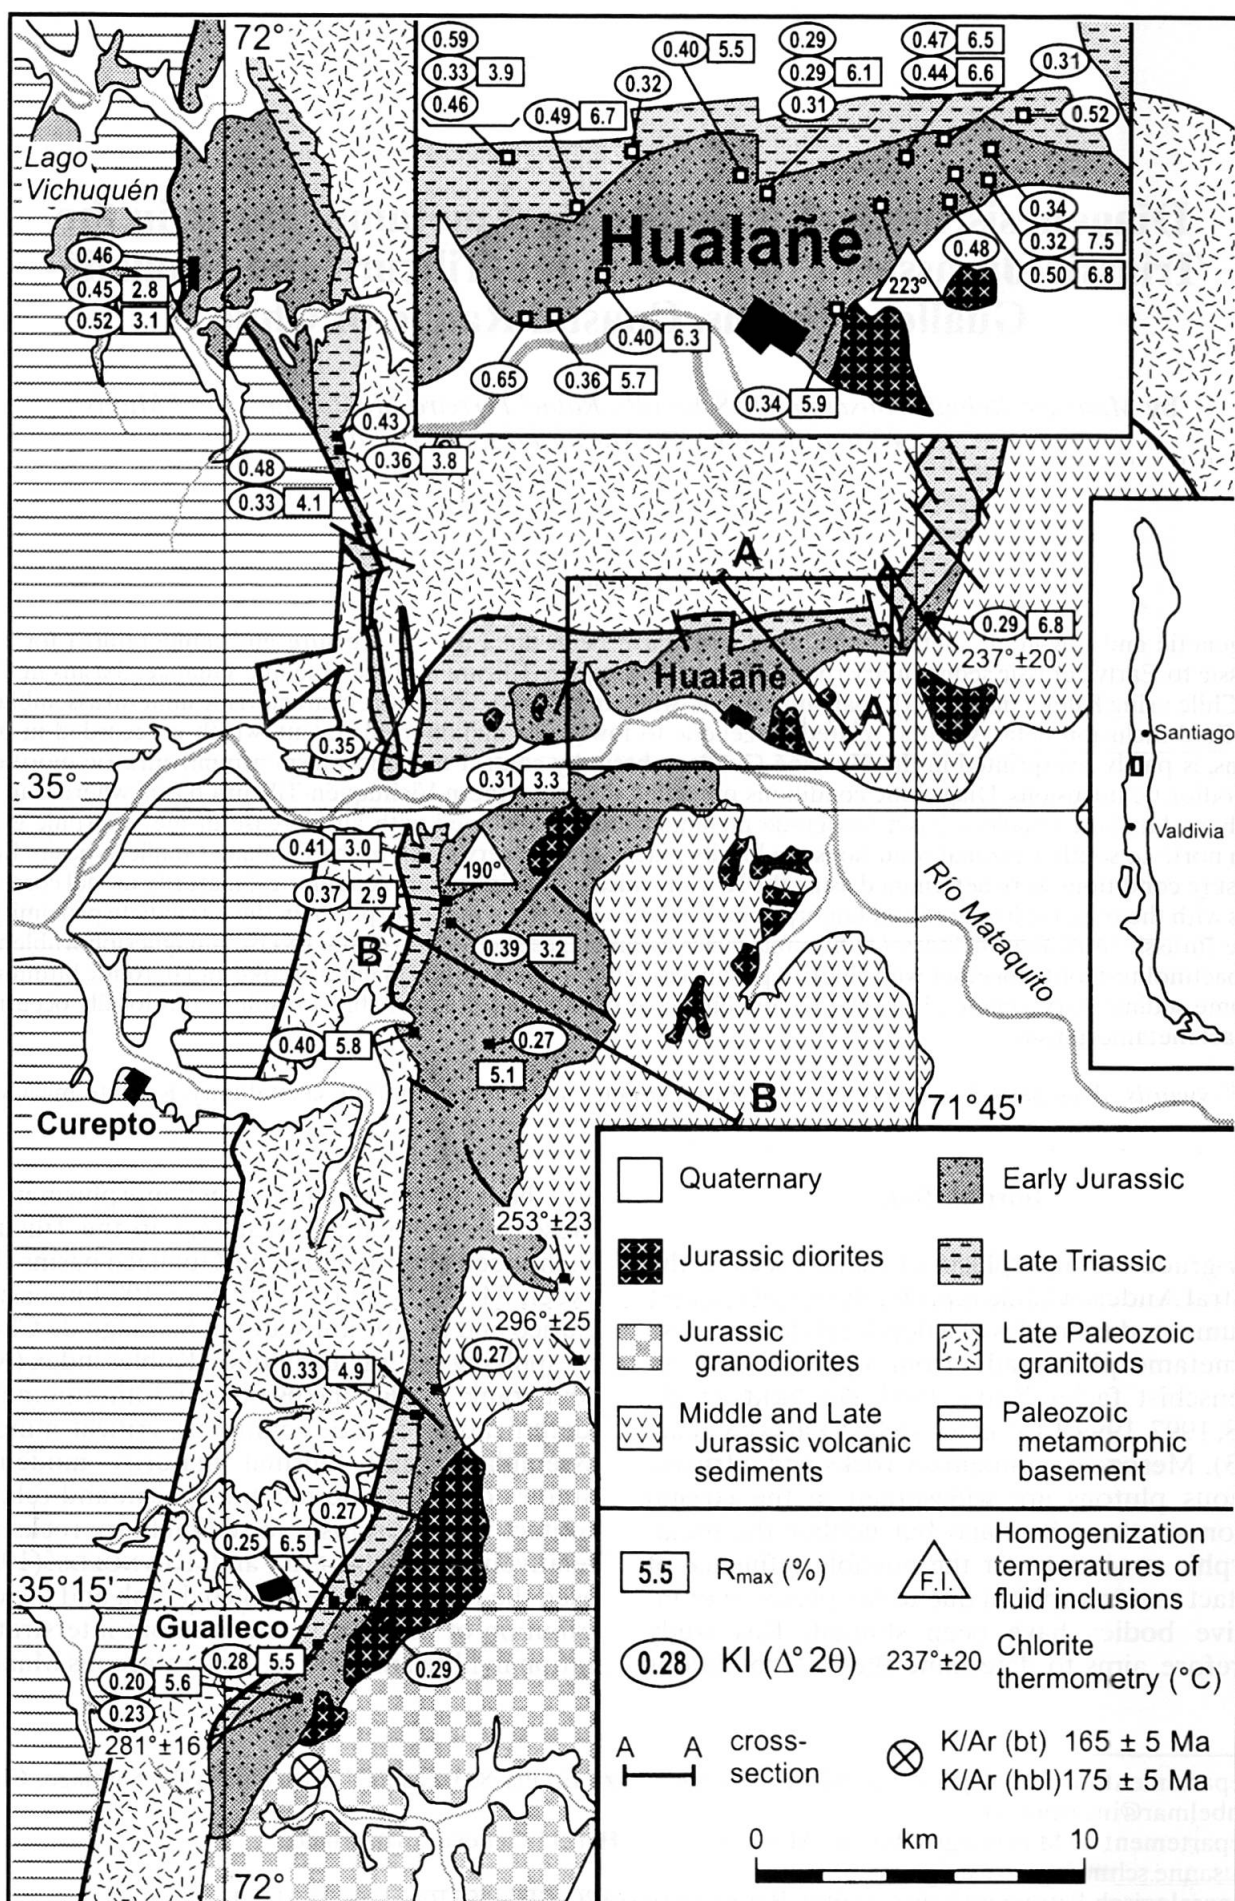 72°
0.59
0.33 3.9
0.46
0.49 6.7
0.32
0.40 5.5
0.29
0.29 6.1
0.31
0.47 6.5
0.44 6.6
0.31
0.52
0.34
0.32 7.5
0.50 6.8
0.48
223°
Hualañé
0.65
0.36 5.7
0.40 6.3
0.34 5.9
Lago
Vichuquén
0.46
0.45 2.8
0.52 3.1
0.43
0.36 3.8
0.48
0.33 4.1
A
0.29 6.8
237°±20
Hualañé
A
0.35
35°
0.31 3.3
0.41 3.0
190°
0.37 2.9
B
0.39 3.2
0.40 5.8
0.27
5.1
Río Mataquito
Santiago
Valdivia
Curepto
B
71°45'
253°±23
296°±25
0.33 4.9
0.27
0.27
0.25 6.5
35°15'
Gualleco
0.28 5.5
0.20 5.6
0.23
0.29
281°±16
72°
Quaternary
Early Jurassic
Jurassic diorites
Late Triassic
Jurassic
granodiorites
Late Paleozoic
granitoids
Middle and Late
Jurassic volcanic
sediments
Paleozoic
metamorphic
basement
5.5 Rmax (%)
F.I. Homogenization
temperatures of
fluid inclusions
0.28 KI (Δ° 2θ)
237°±20 Chlorite
thermometry (°C)
A A cross-
section
K/Ar (bt) 165 ± 5 Ma
K/Ar (hbl) 175 ± 5 Ma
0 km 10